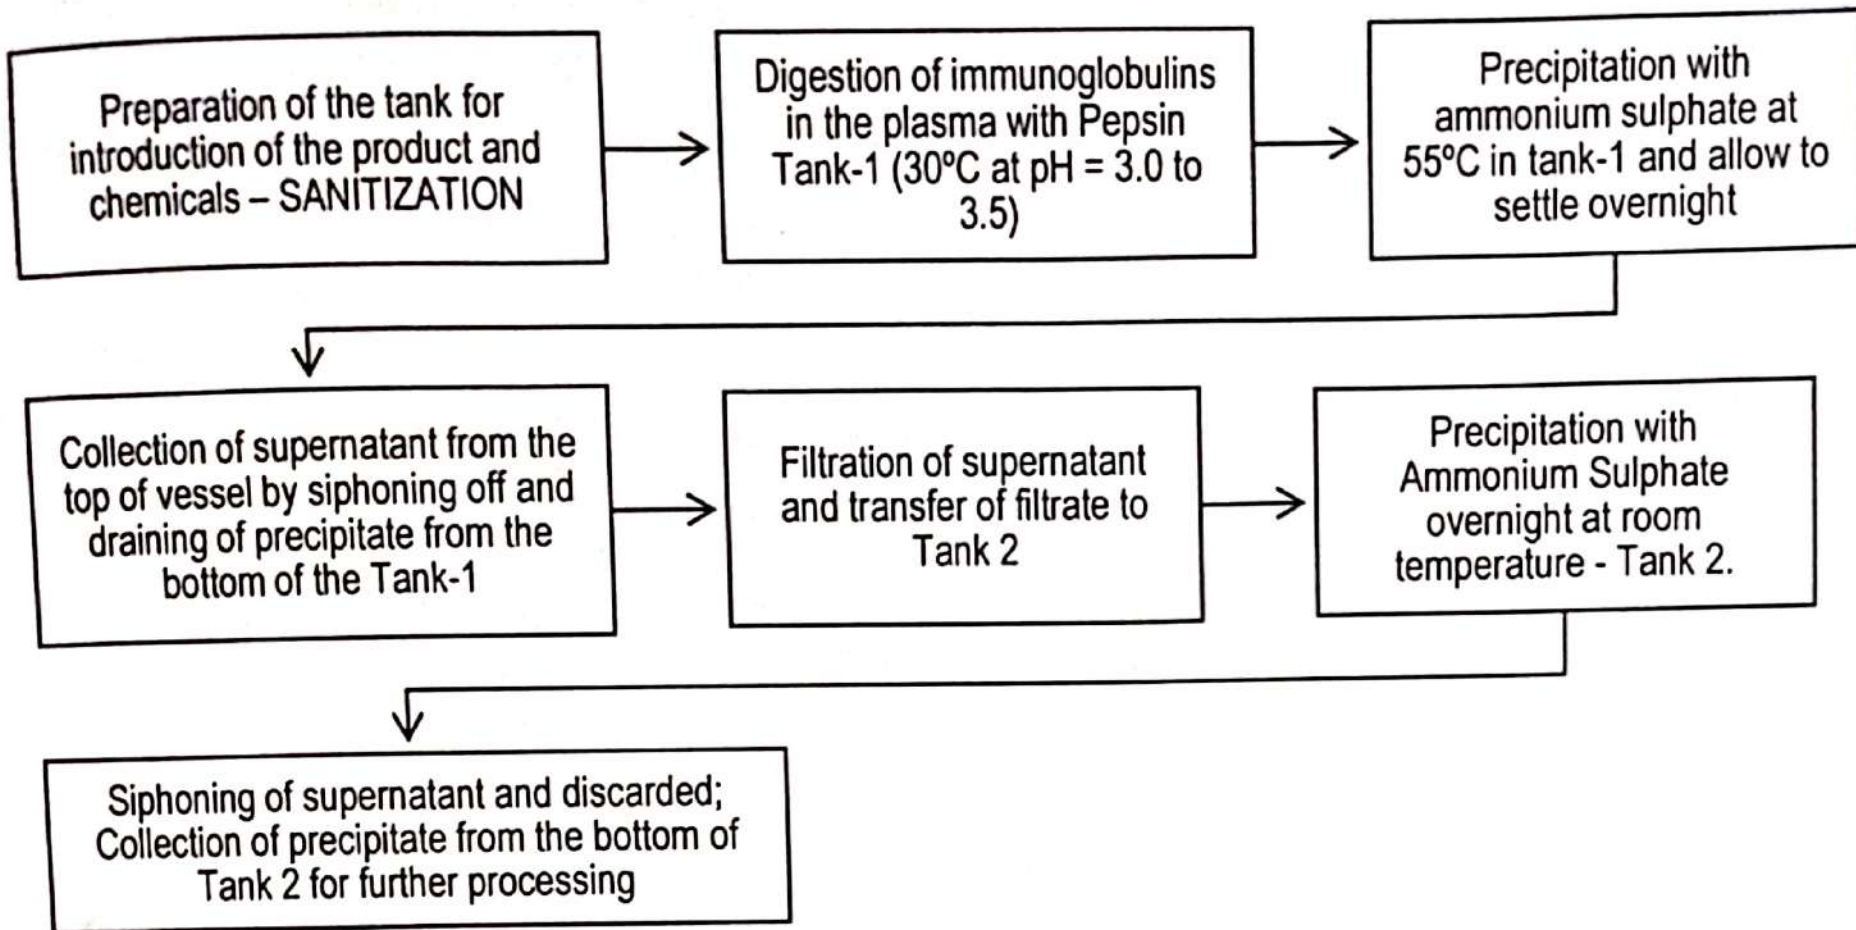 Preparation of the tank for
introduction of the product and
chemicals – SANITIZATION
Digestion of immunoglobulins
in the plasma with Pepsin
Tank-1 (30ºC at pH = 3.0 to
3.5)
Precipitation with
ammonium sulphate at
55ºC in tank-1 and allow to
settle overnight
Collection of supernatant from the
top of vessel by siphoning off and
draining of precipitate from the
bottom of the Tank-1
Filtration of supernatant
and transfer of filtrate to
Tank 2
Precipitation with
Ammonium Sulphate
overnight at room
temperature - Tank 2.
Siphoning of supernatant and discarded;
Collection of precipitate from the bottom of
Tank 2 for further processing